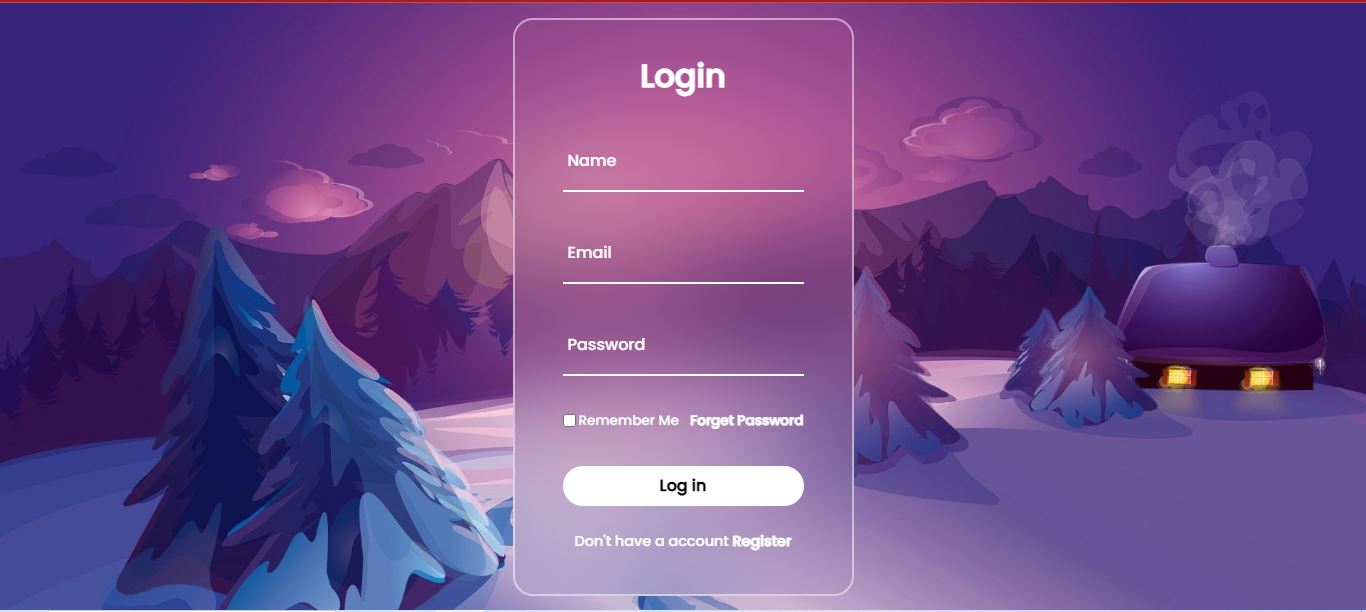 Login
Name
Email
Password
Remember Me Forget Password
Log in
Don't have a account Register